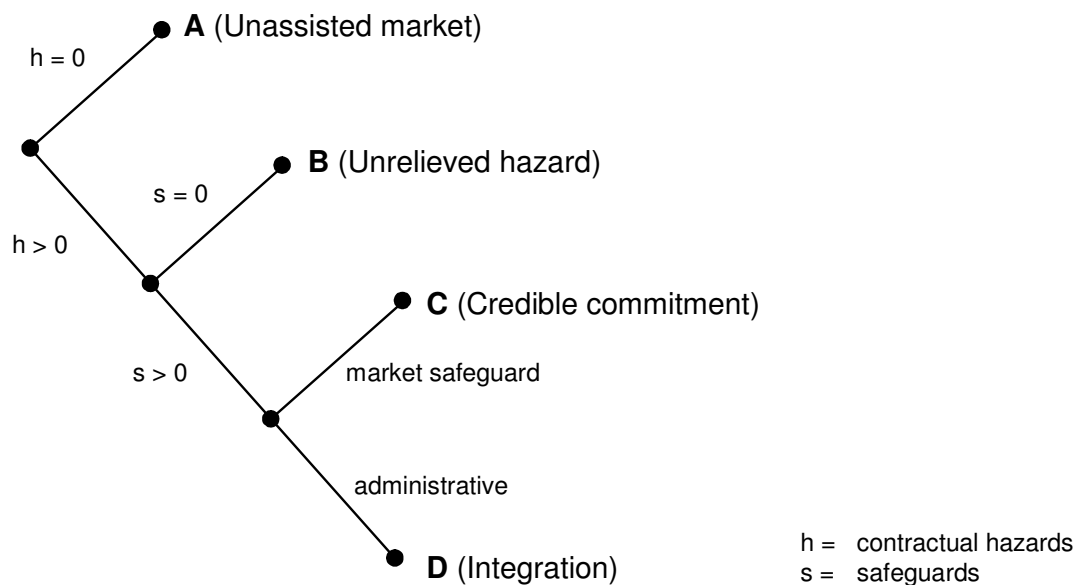 A (Unassisted market)
h = 0
B (Unrelieved hazard)
s = 0
h > 0
C (Credible commitment)
s > 0
market safeguard
administrative
D (Integration)
h = contractual hazards
s = safeguards